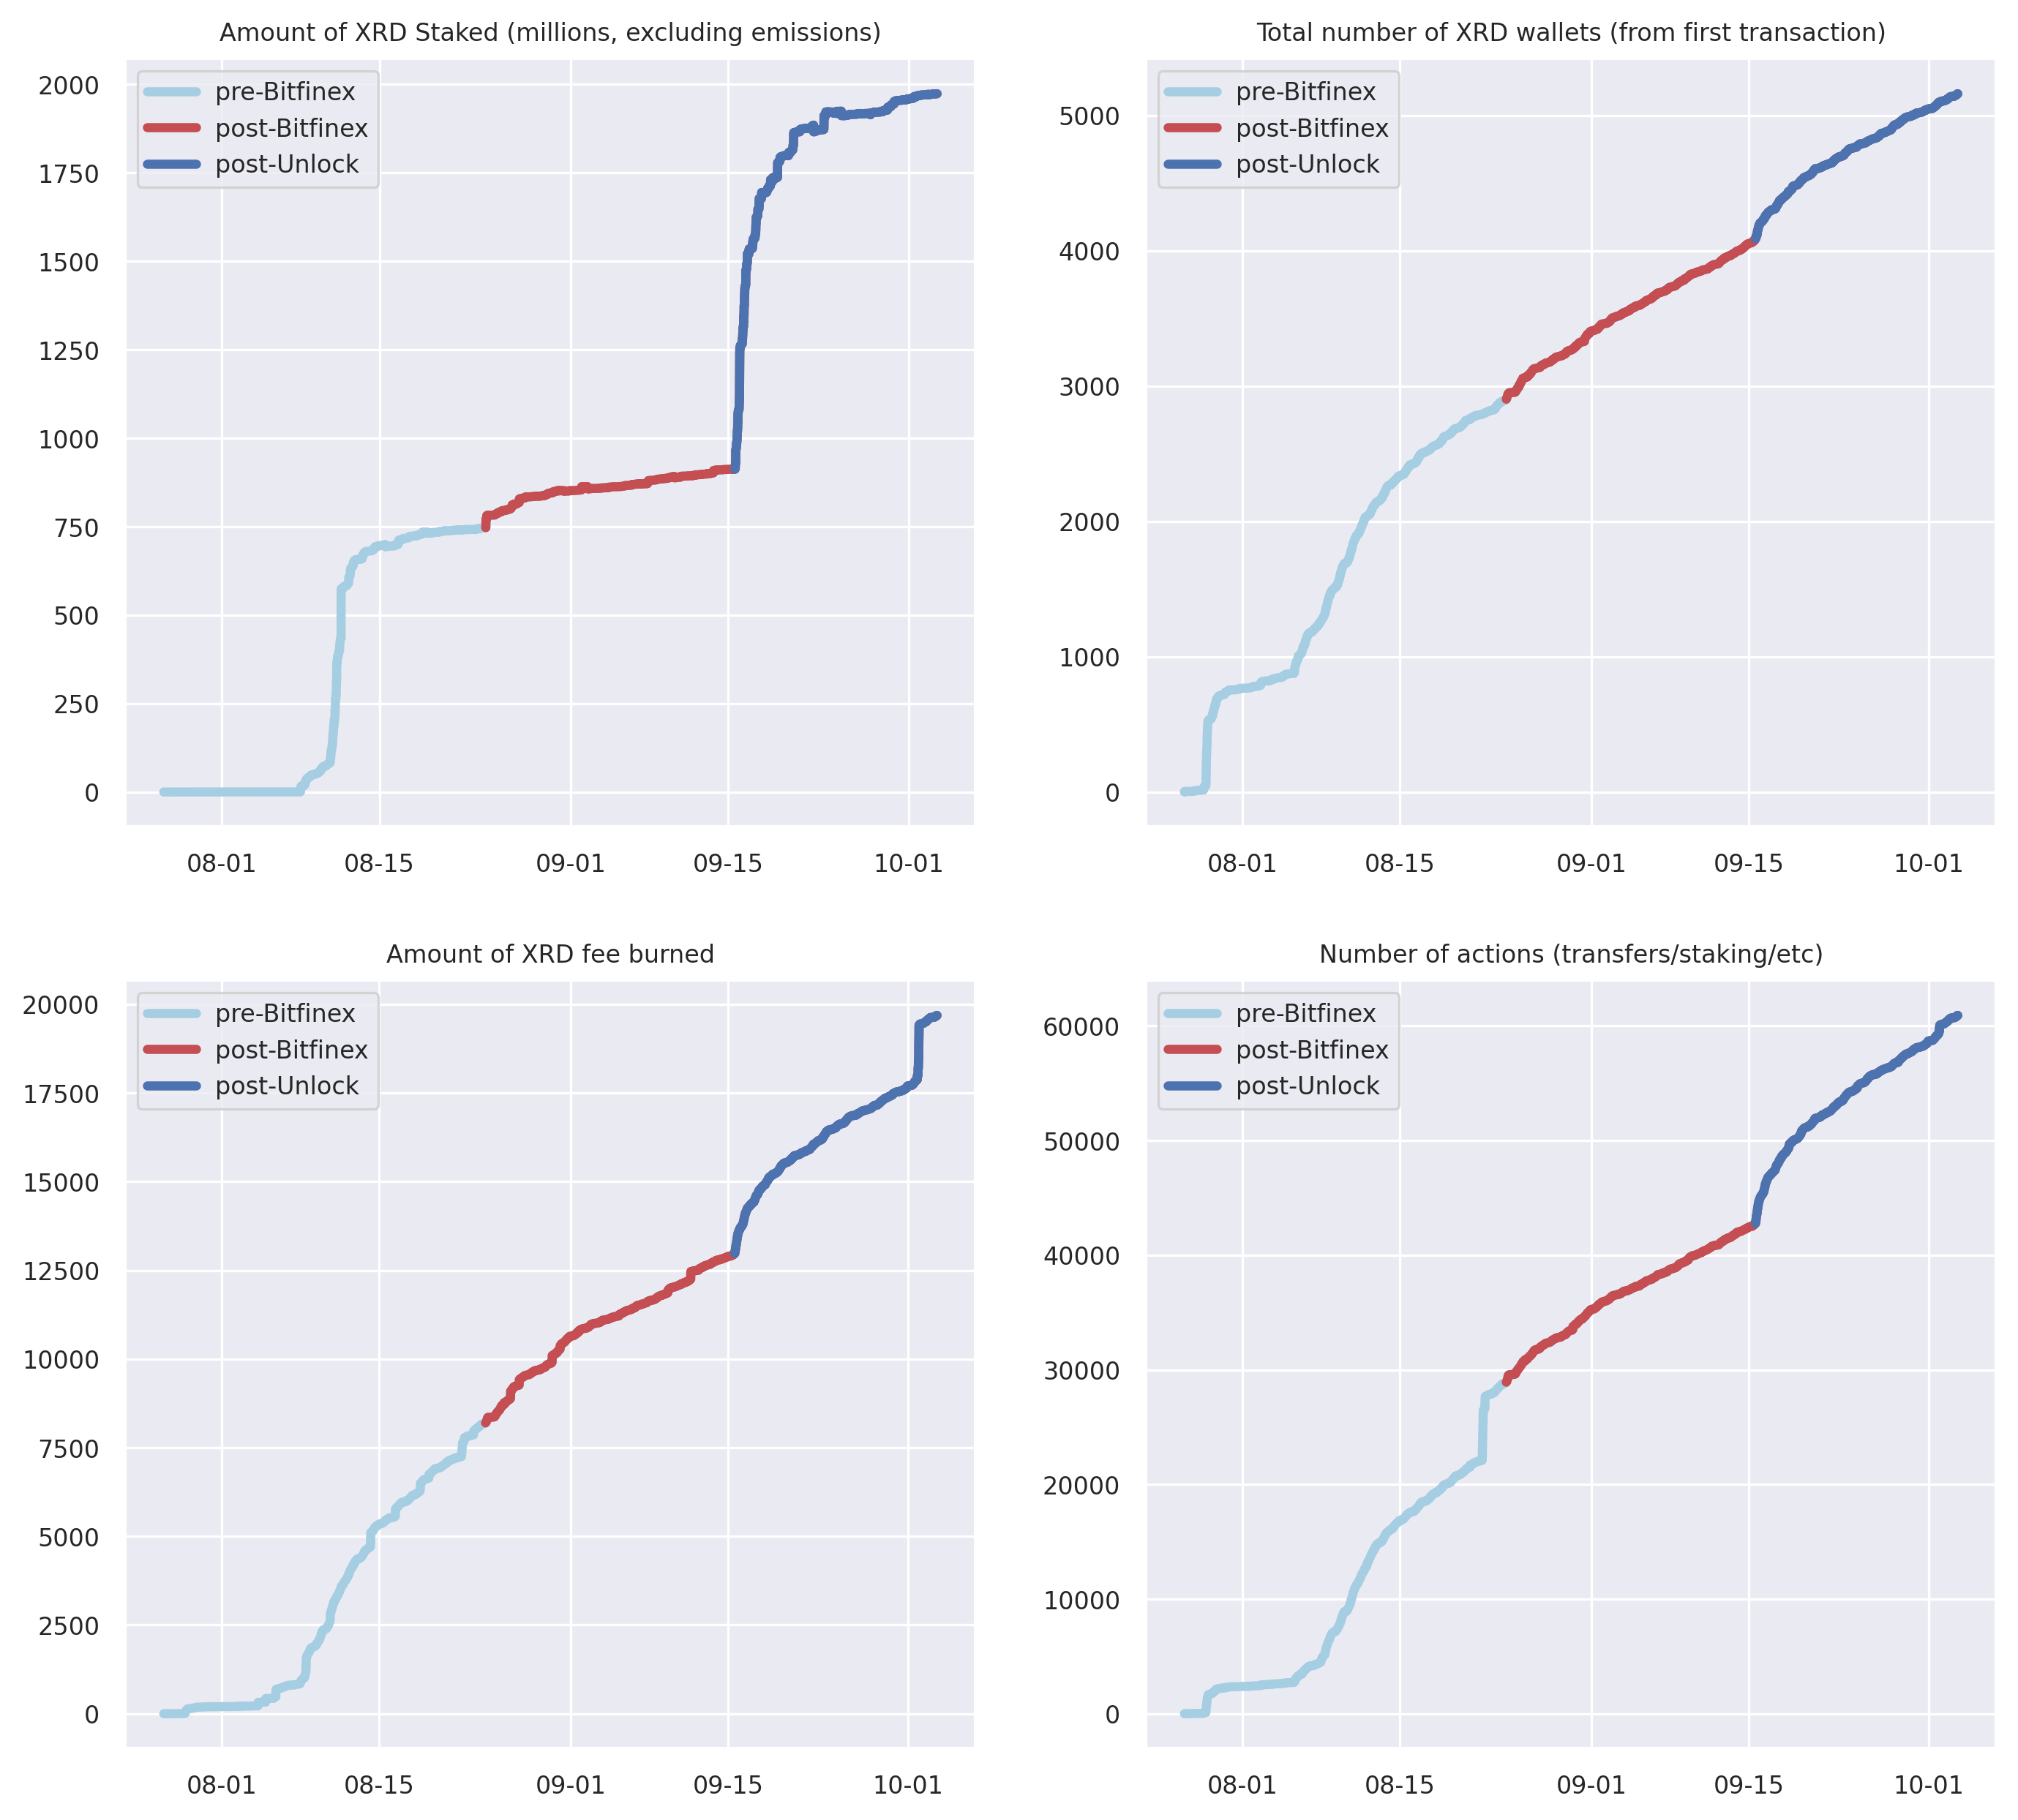 Amount of XRD Staked (millions, excluding emissions)
2000
1750
1500
1250
1000
750
500
250
0
pre-Bitfinex
post-Bitfinex
post-Unlock
08-01 08-15 09-01 09-15 10-01
Total number of XRD wallets (from first transaction)
5000
4000
3000
2000
1000
0
pre-Bitfinex
post-Bitfinex
post-Unlock
08-01 08-15 09-01 09-15 10-01
Amount of XRD fee burned
20000
17500
15000
12500
10000
7500
5000
2500
0
pre-Bitfinex
post-Bitfinex
post-Unlock
08-01 08-15 09-01 09-15 10-01
Number of actions (transfers/staking/etc)
60000
50000
40000
30000
20000
10000
0
pre-Bitfinex
post-Bitfinex
post-Unlock
08-01 08-15 09-01 09-15 10-01